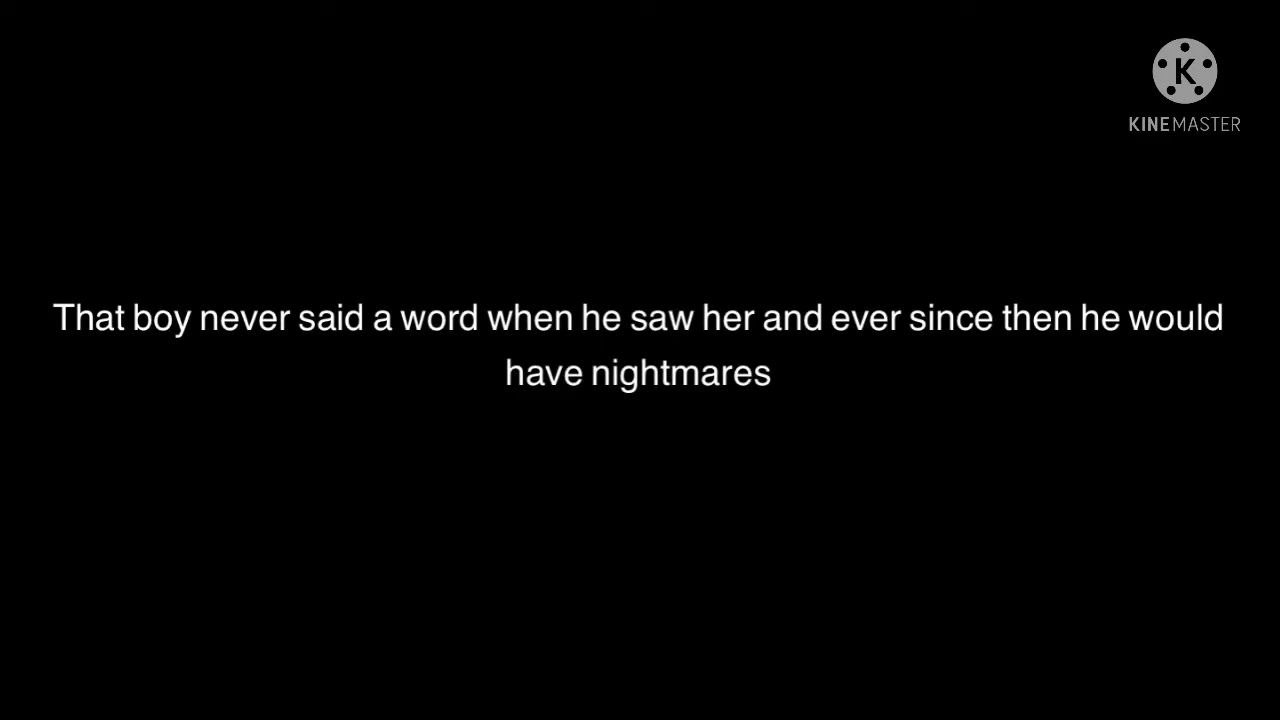 K
KINEMASTER
That boy never said a word when he saw her and ever since then he would
have nightmares